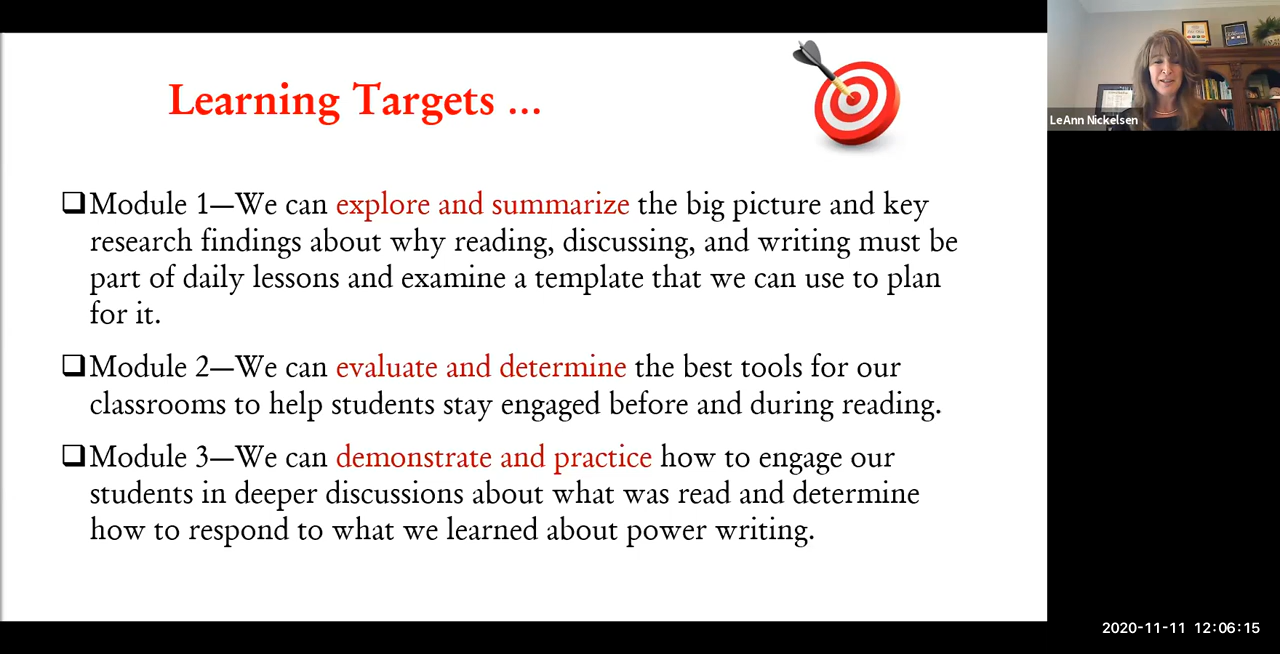 Learning Targets ...
LeAnn Nickelsen
❑Module 1—We can explore and summarize the big picture and key
research findings about why reading, discussing, and writing must be
part of daily lessons and examine a template that we can use to plan
for it.
❑Module 2—We can evaluate and determine the best tools for our
classrooms to help students stay engaged before and during reading.
❑Module 3—We can demonstrate and practice how to engage our
students in deeper discussions about what was read and determine
how to respond to what we learned about power writing.
2020-11-11 12:06:15